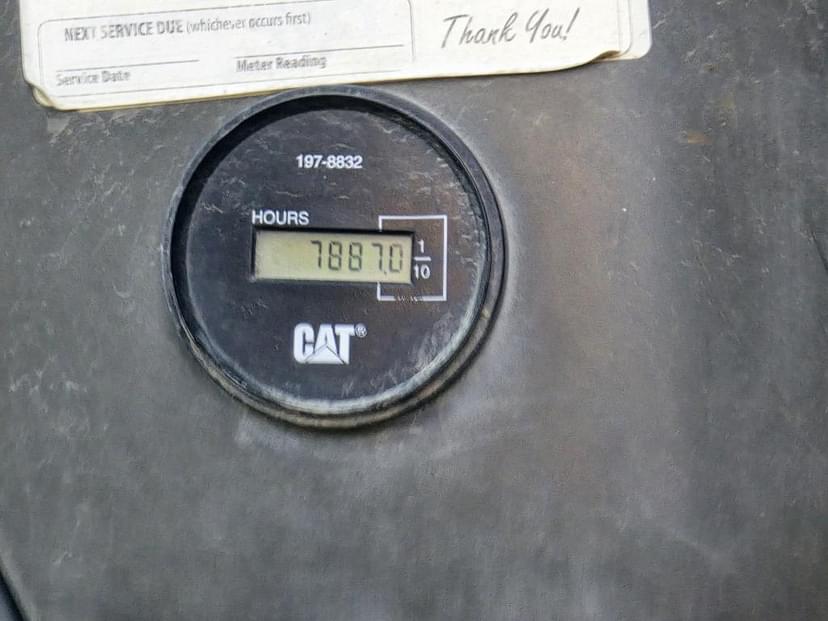 NEXT SERVICE DUE (whichever occurs first)
Thank You!
Service Date
Meter Reading
197-8832
HOURS
7887.0
1
10
CAT®